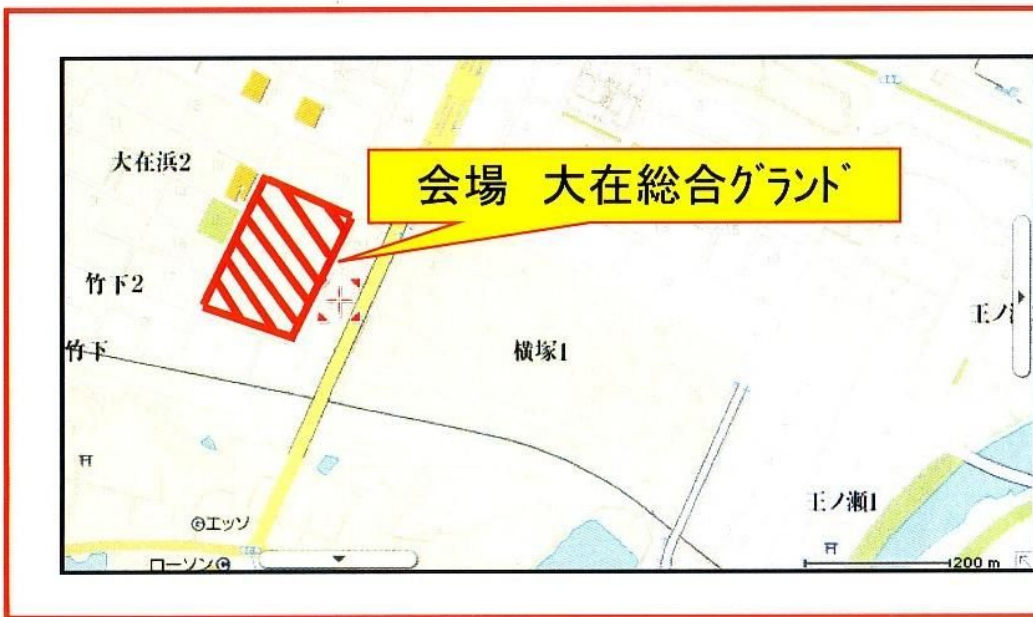 大在浜2
会場 大在総合グランド
竹下2
王ノ
竹下
横塚1
王ノ瀬1
エッソ
ローソン
200 m